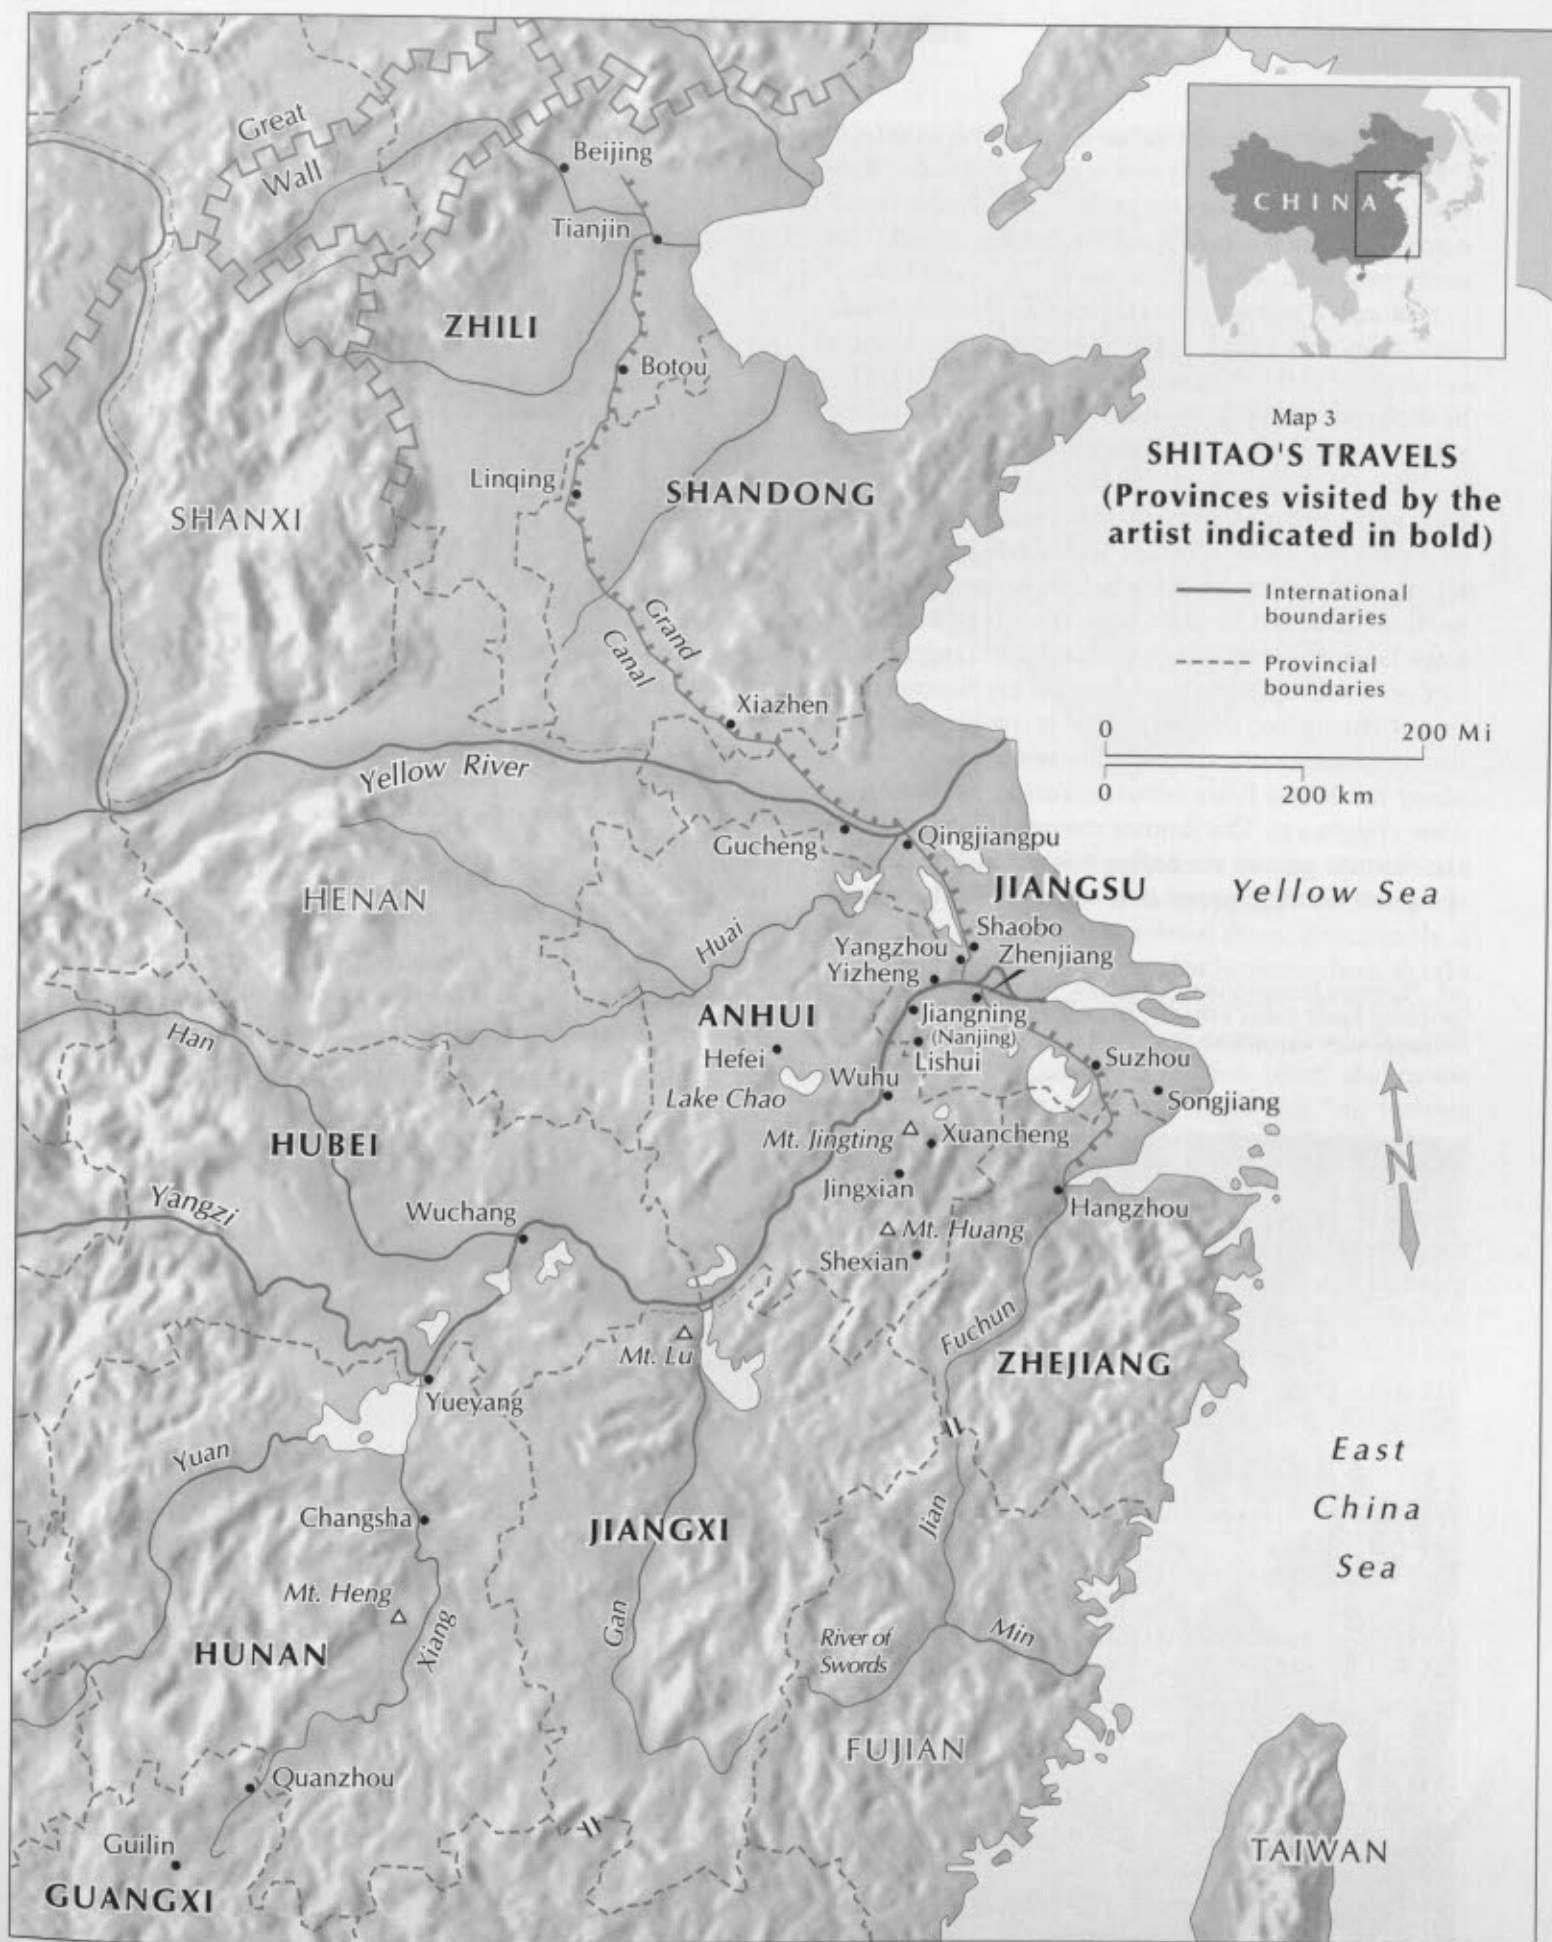 Great
Wall
Beijing
Tianjin
CHINA
ZHILI
Botou
Map 3
SHITAO'S TRAVELS
(Provinces visited by the
artist indicated in bold)
Linqing
SHANDONG
SHANXI
International
boundaries
Grand
Canal
Provincial
boundaries
Xiazhen
0 200 Mi
0 200 km
Yellow River
Gucheng
Qingjiangpu
HENAN
JIANGSU
Yellow Sea
Huai
Shaobo
Yangzhou
Zhenjiang
Yizheng
ANHUI
Jiangning
(Nanjing)
Han
Hefei
Lishui
Suzhou
Wuhu
Lake Chao
Songjiang
HUBEI
Mt. Jingting
Xuancheng
N
Jingxian
Yangzi
Wuchang
Hangzhou
Mt. Huang
Shexian
Fuchun
Mt. Lu
ZHEJIANG
Yueyang
Yuan
East
China
Sea
Changsha
JIANGXI
Jian
Mt. Heng
Xiang
Gan
HUNAN
River of
Swords
Min
FUJIAN
Quanzhou
Guilin
TAIWAN
GUANGXI